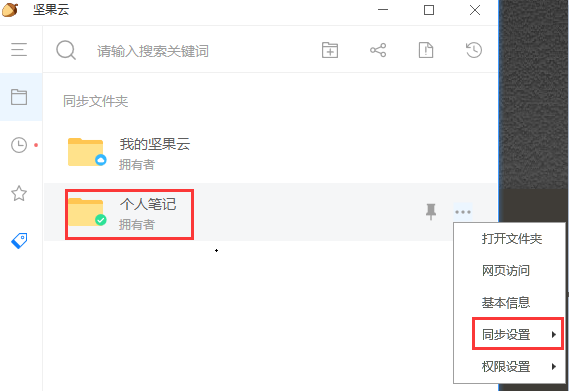 坚果云
请输入搜索关键词
同步文件夹
我的坚果云
拥有者
个人笔记
拥有者
打开文件夹
网页访问
基本信息
同步设置
权限设置